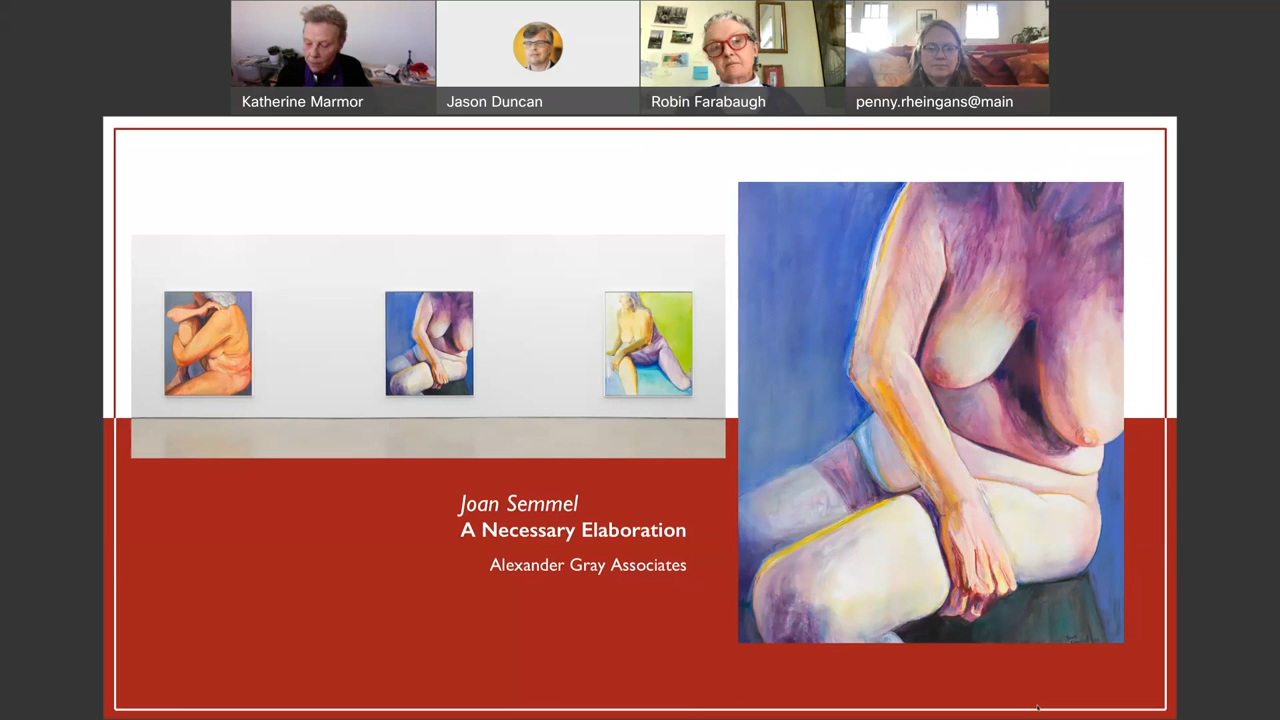 Katherine Marmor
Jason Duncan
Robin Farabaugh
penny.rheingans@main
Joan Semmel
A Necessary Elaboration
Alexander Gray Associates